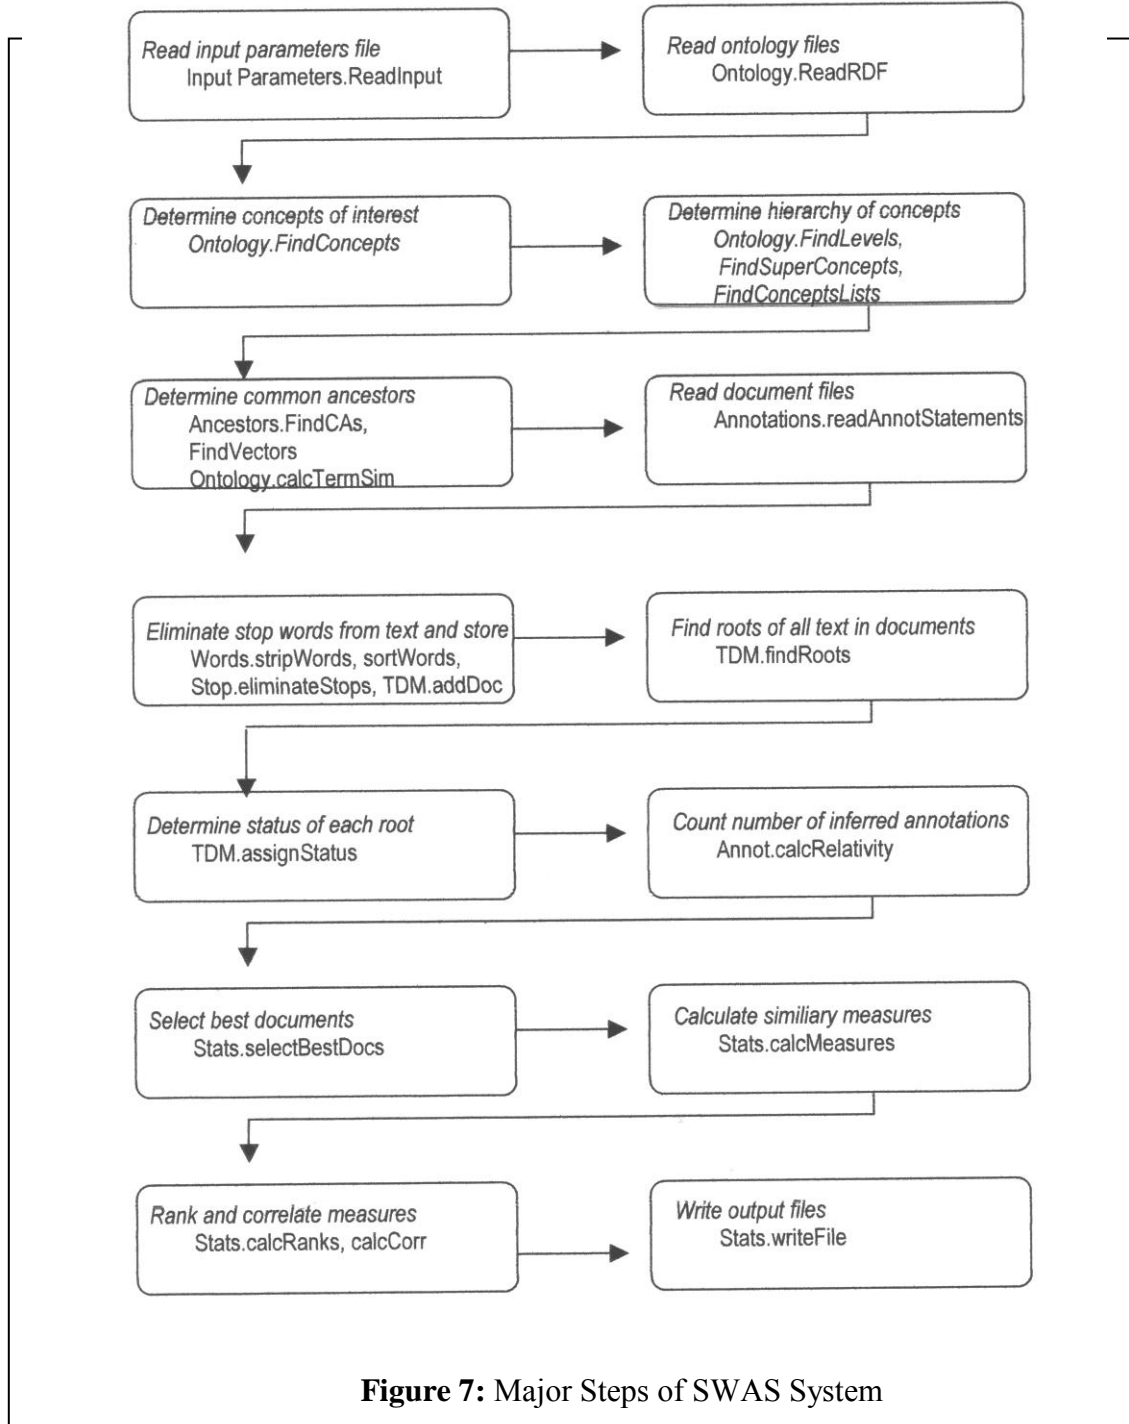 Read input parameters file
Input Parameters.ReadInput
Read ontology files
Ontology.ReadRDF
Determine concepts of interest
Ontology.FindConcepts
Determine hierarchy of concepts
Ontology.FindLevels,
FindSuperConcepts,
FindConceptsLists
Determine common ancestors
Ancestors.FindCAs,
FindVectors
Ontology.calcTermSim
Read document files
Annotations.readAnnotStatements
Eliminate stop words from text and store
Words.stripWords, sortWords,
Stop.eliminateStops, TDM.addDoc
Find roots of all text in documents
TDM.findRoots
Determine status of each root
TDM.assignStatus
Count number of inferred annotations
Annot.calcRelativity
Select best documents
Stats.selectBestDocs
Calculate similiary measures
Stats.calcMeasures
Rank and correlate measures
Stats.calcRanks, calcCorr
Write output files
Stats.writeFile
Figure 7: Major Steps of SWAS System